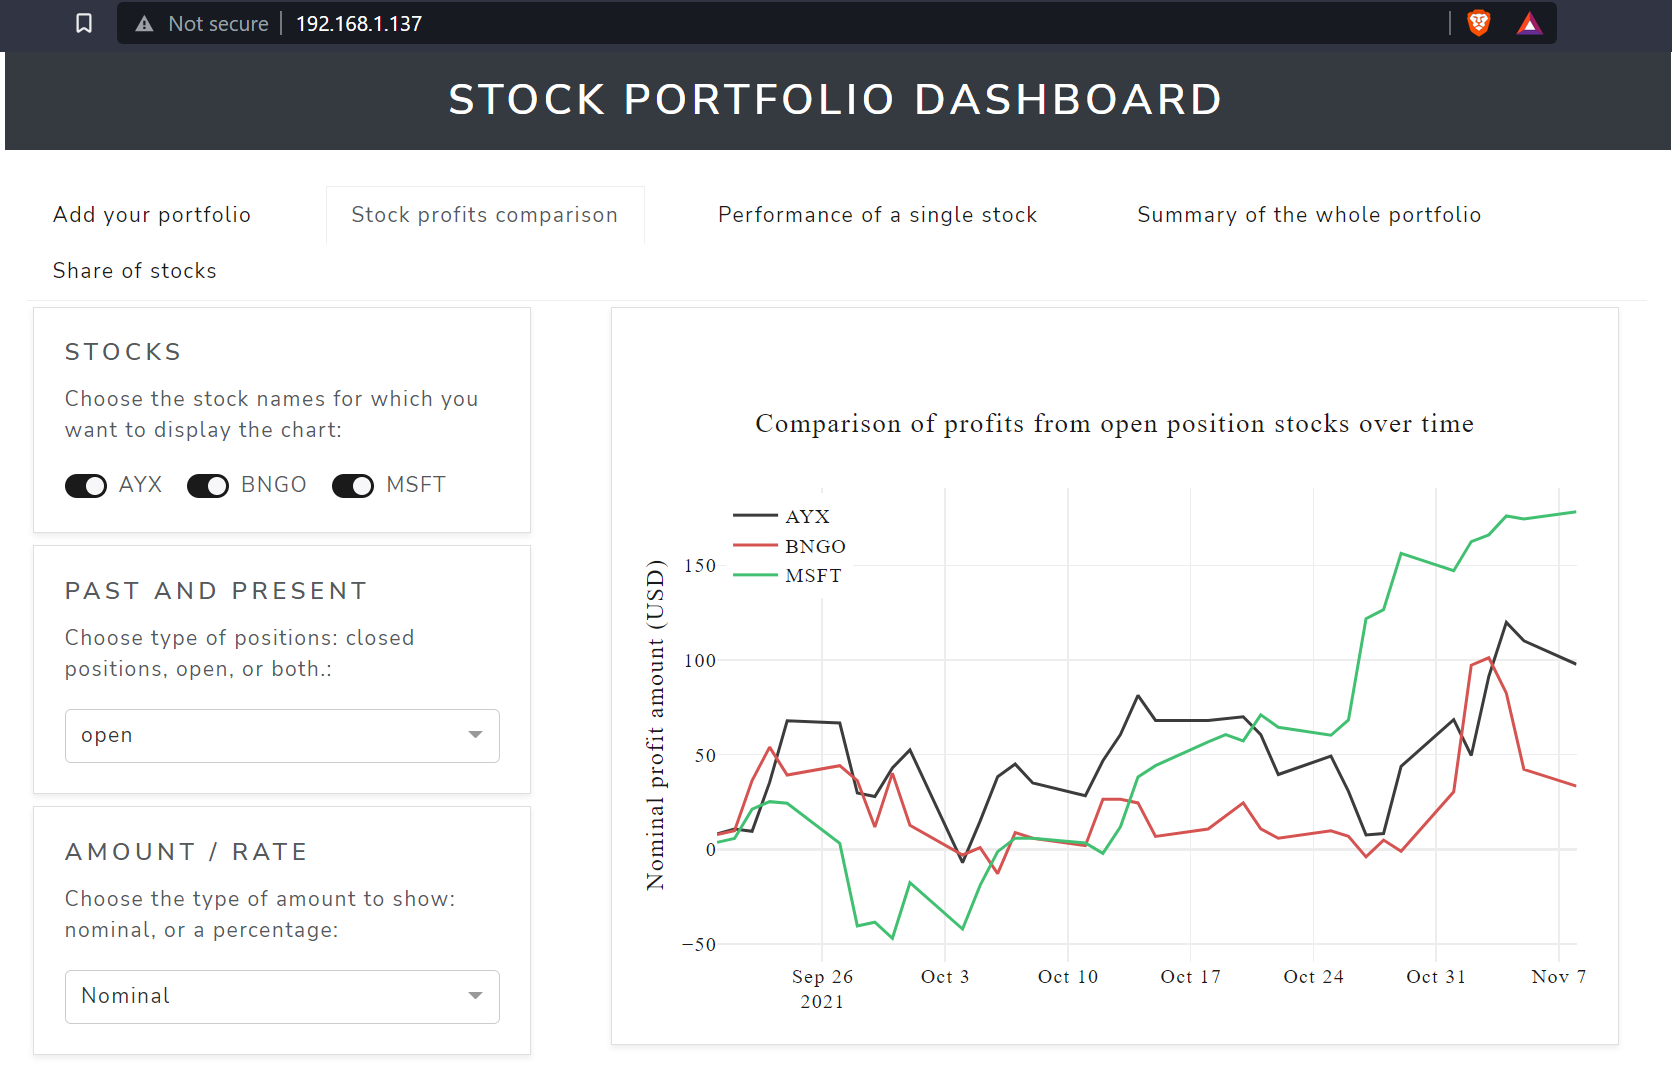 Not secure 192.168.1.137
STOCK PORTFOLIO DASHBOARD
Add your portfolio
Stock profits comparison
Performance of a single stock
Summary of the whole portfolio
Share of stocks
STOCKS
Choose the stock names for which you
want to display the chart:
AYX BNGO MSFT
PAST AND PRESENT
Choose type of positions: closed
positions, open, or both.:
open
AMOUNT / RATE
Choose the type of amount to show:
nominal, or a percentage:
Nominal
Comparison of profits from open position stocks over time
AYX
BNGO
MSFT
Nominal profit amount (USD)
150
100
50
0
−50
Sep 26
2021
Oct 3
Oct 10
Oct 17
Oct 24
Oct 31
Nov 7